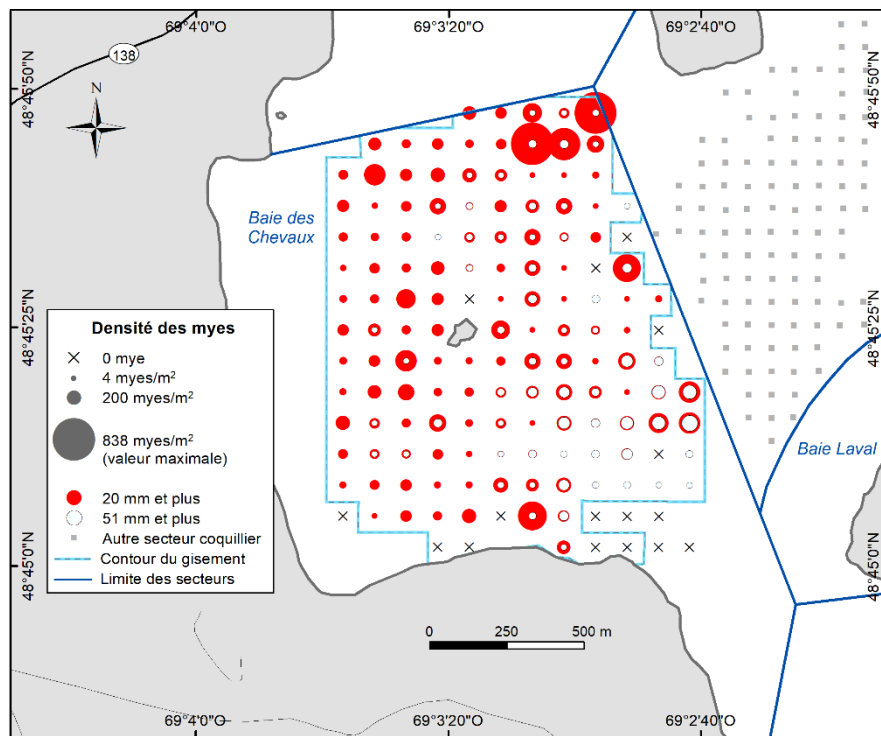 69°4'0"O
69°3'20"O
69°2'40"O
138
N
48°45'50"N
48°45'50"N
Baie des
Chevaux
48°45'25"N
48°45'25"N
Densité des myes
0 mye
4 myes/m²
200 myes/m²
838 myes/m²
(valeur maximale)
20 mm et plus
51 mm et plus
Autre secteur coquillier
Contour du gisement
Limite des secteurs
Baie Laval
48°45'0"N
48°45'0"N
0 250 500 m
69°4'0"O
69°3'20"O
69°2'40"O